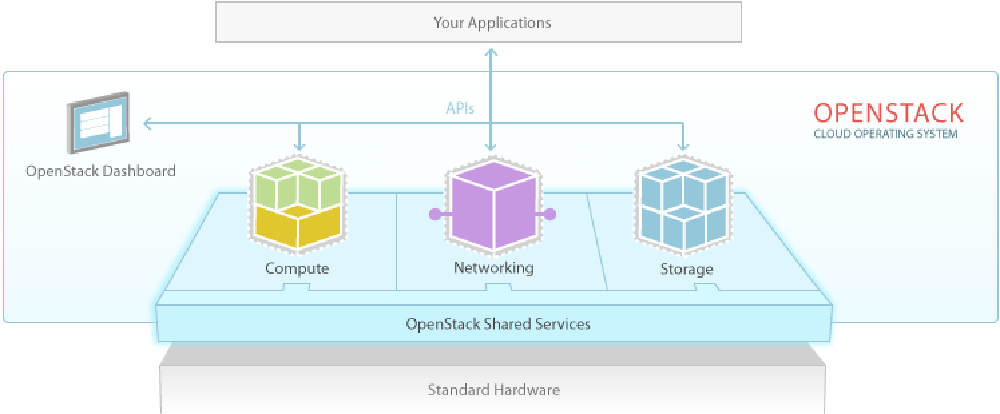 Your Applications
APIs
OPENSTACK
CLOUD OPERATING SYSTEM
OpenStack Dashboard
Compute
Networking
Storage
OpenStack Shared Services
Standard Hardware